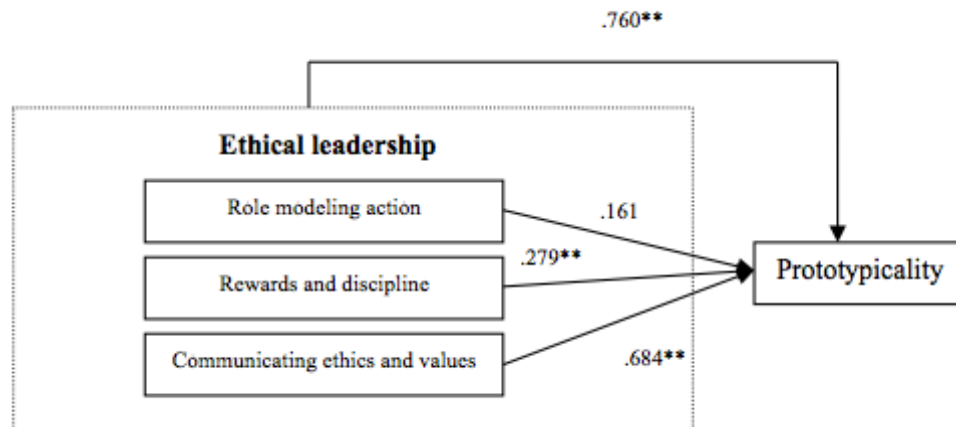 .760**
Ethical leadership
Role modeling action
.161
.279**
Rewards and discipline
Prototypicality
Communicating ethics and values
.684**